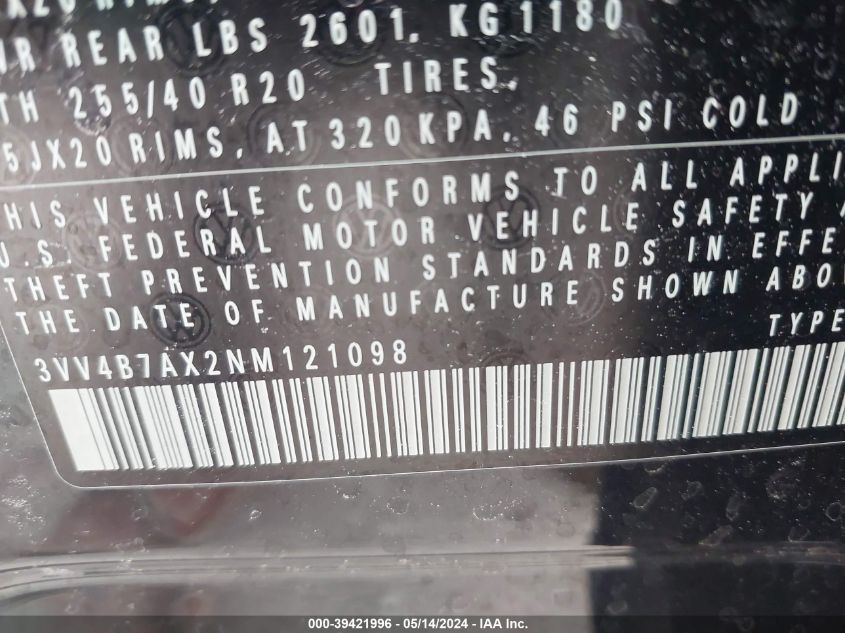 REAR LBS 2601. KG1180
TH 255/40 R20 TIRES,
5JX20 RIMS, AT 320 KPA. 46 PSI COLD
HIS VEHICLE CONFORMS TO ALL APPLI
U.S. FEDERAL MOTOR VEHICLE SAFETY
THEFT PREVENTION STANDARDS IN EFFE
THE DATE OF MANUFACTURE SHOWN ABO
TYPE
3VV4B7AX2NM121098
000-39421996 - 05/14/2024 - IAA Inc.